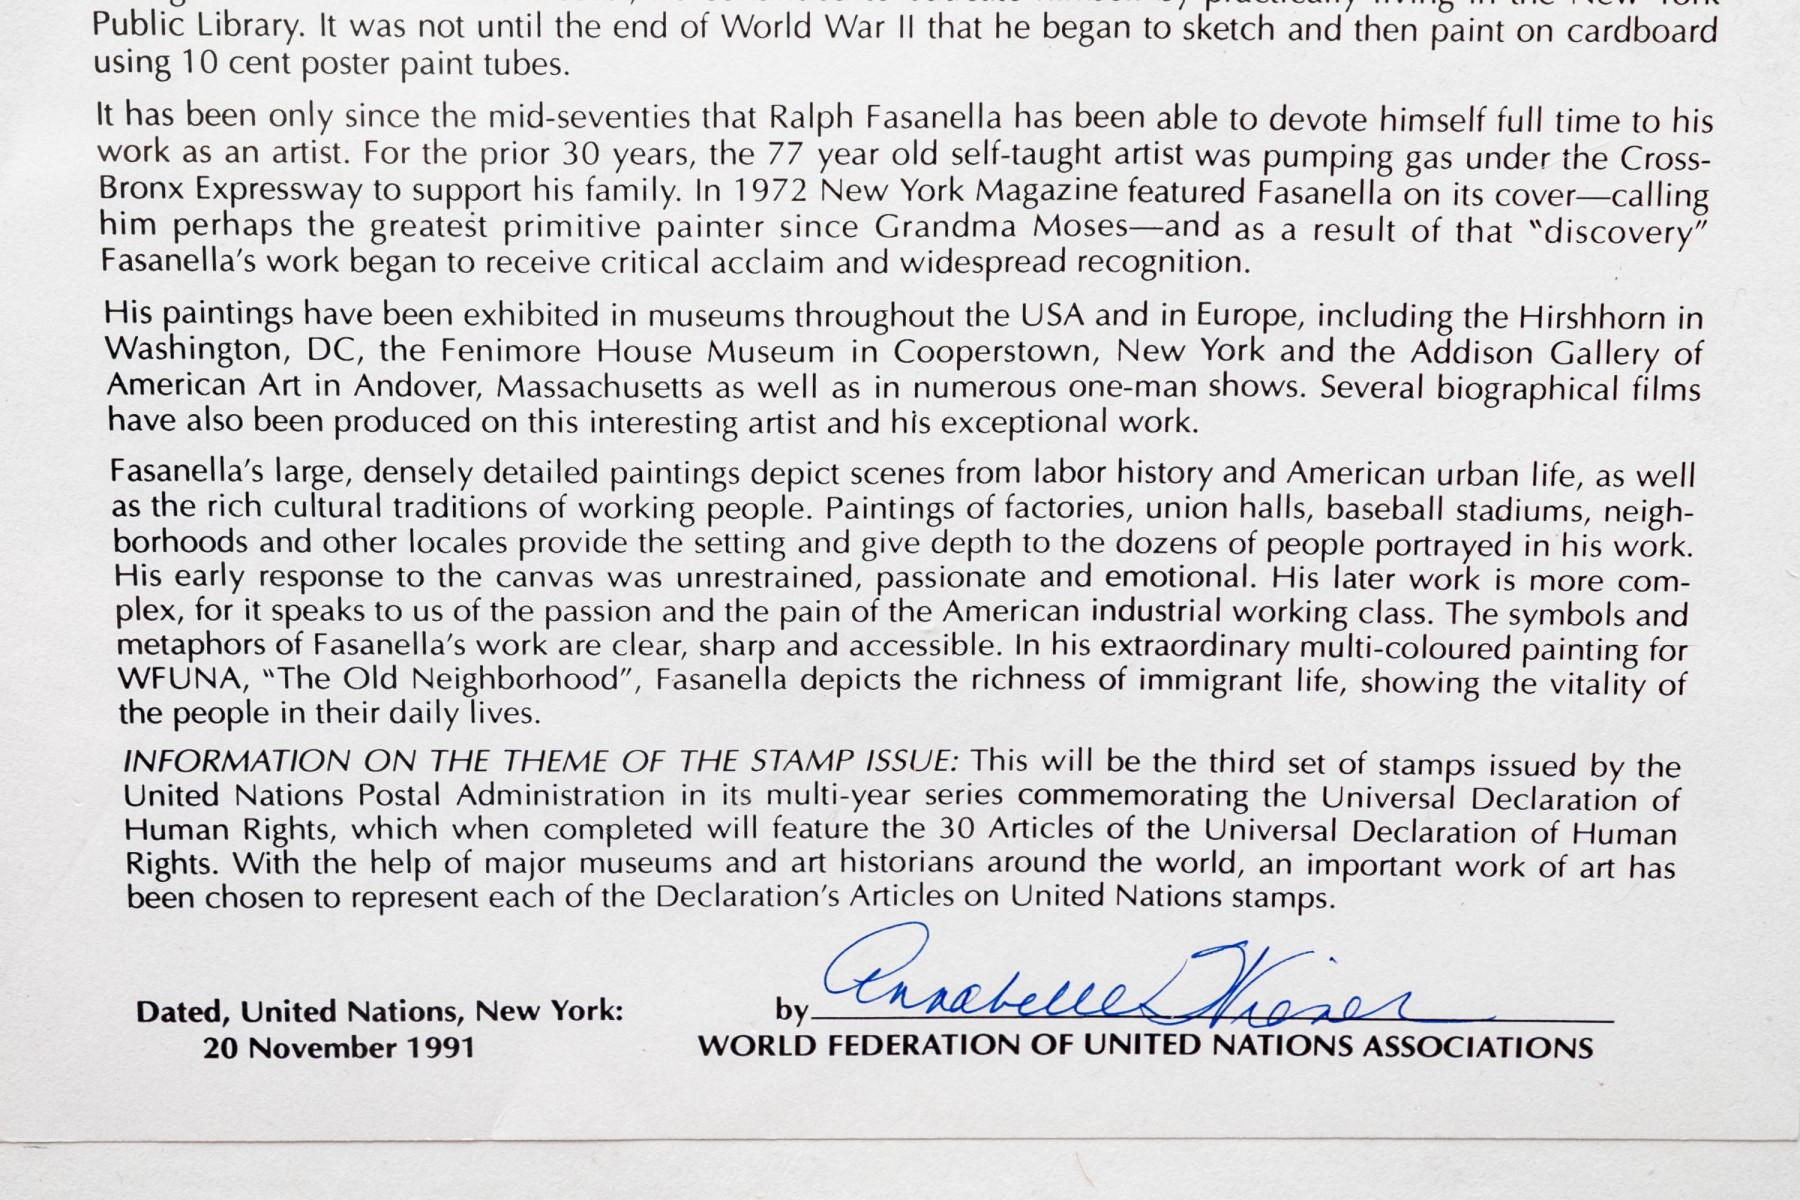 practically living in the New York
Public Library. It was not until the end of World War II that he began to sketch and then paint on cardboard
using 10 cent poster paint tubes.
It has been only since the mid-seventies that Ralph Fasanella has been able to devote himself full time to his
work as an artist. For the prior 30 years, the 77 year old self-taught artist was pumping gas under the Cross-
Bronx Expressway to support his family. In 1972 New York Magazine featured Fasanella on its cover—calling
him perhaps the greatest primitive painter since Grandma Moses—and as a result of that "discovery"
Fasanella's work began to receive critical acclaim and widespread recognition.
His paintings have been exhibited in museums throughout the USA and in Europe, including the Hirshhorn in
Washington, DC, the Fenimore House Museum in Cooperstown, New York and the Addison Gallery of
American Art in Andover, Massachusetts as well as in numerous one-man shows. Several biographical films
have also been produced on this interesting artist and his exceptional work.
Fasanella's large, densely detailed paintings depict scenes from labor history and American urban life, as well
as the rich cultural traditions of working people. Paintings of factories, union halls, baseball stadiums, neigh-
borhoods and other locales provide the setting and give depth to the dozens of people portrayed in his work.
His early response to the canvas was unrestrained, passionate and emotional. His later work is more com-
plex, for it speaks to us of the passion and the pain of the American industrial working class. The symbols and
metaphors of Fasanella's work are clear, sharp and accessible. In his extraordinary multi-coloured painting for
WFUNA, "The Old Neighborhood", Fasanella depicts the richness of immigrant life, showing the vitality of
the people in their daily lives.
INFORMATION ON THE THEME OF THE STAMP ISSUE: This will be the third set of stamps issued by the
United Nations Postal Administration in its multi-year series commemorating the Universal Declaration of
Human Rights, which when completed will feature the 30 Articles of the Universal Declaration of Human
Rights. With the help of major museums and art historians around the world, an important work of art has
been chosen to represent each of the Declaration's Articles on United Nations stamps.
Dated, United Nations, New York:
20 November 1991
by Annabelle Wiener
WORLD FEDERATION OF UNITED NATIONS ASSOCIATIONS